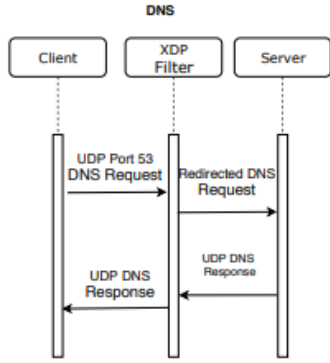 DNS
Client
XDP
Filter
Server
UDP Port 53
DNS Request
Redirected DNS
Request
UDP DNS
Response
UDP DNS
Response